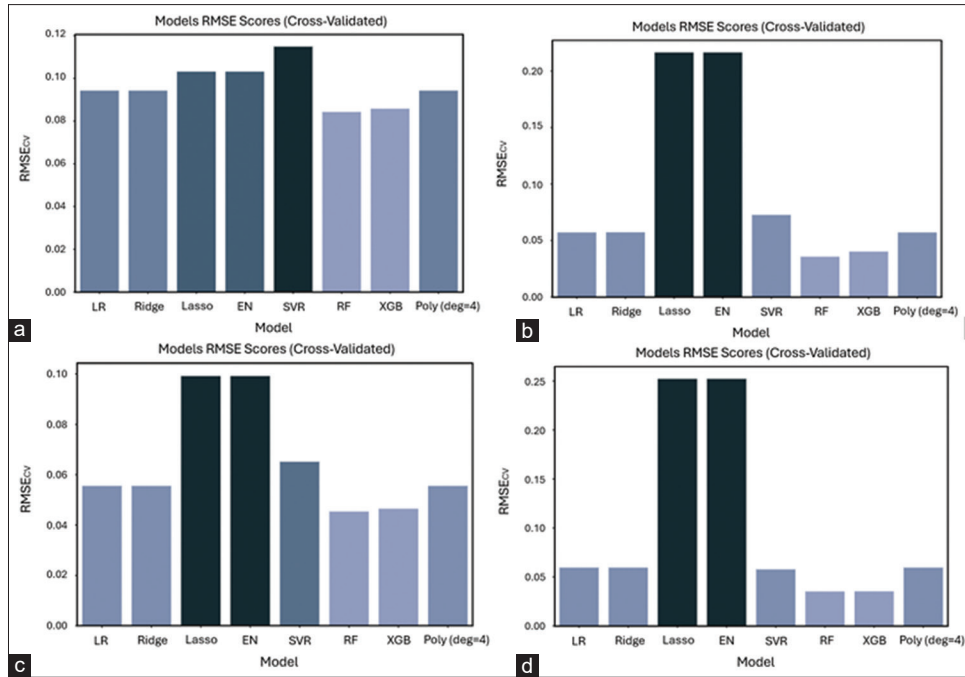 Models RMSE Scores (Cross-Validated)
0.12
0.10
0.08
0.06
0.04
0.02
0.00
RMSECV
LR Ridge Lasso EN SVR RF XGB Poly (deg=4)
Model
a
Models RMSE Scores (Cross-Validated)
0.20
0.15
0.10
0.05
0.00
RMSECV
LR Ridge Lasso EN SVR RF XGB Poly (deg=4)
Model
b
Models RMSE Scores (Cross-Validated)
0.10
0.08
0.06
0.04
0.02
0.00
RMSECV
LR Ridge Lasso EN SVR RF XGB Poly (deg=4)
Model
c
Models RMSE Scores (Cross-Validated)
0.25
0.20
0.15
0.10
0.05
0.00
RMSECV
LR Ridge Lasso EN SVR RF XGB Poly (deg=4)
Model
d